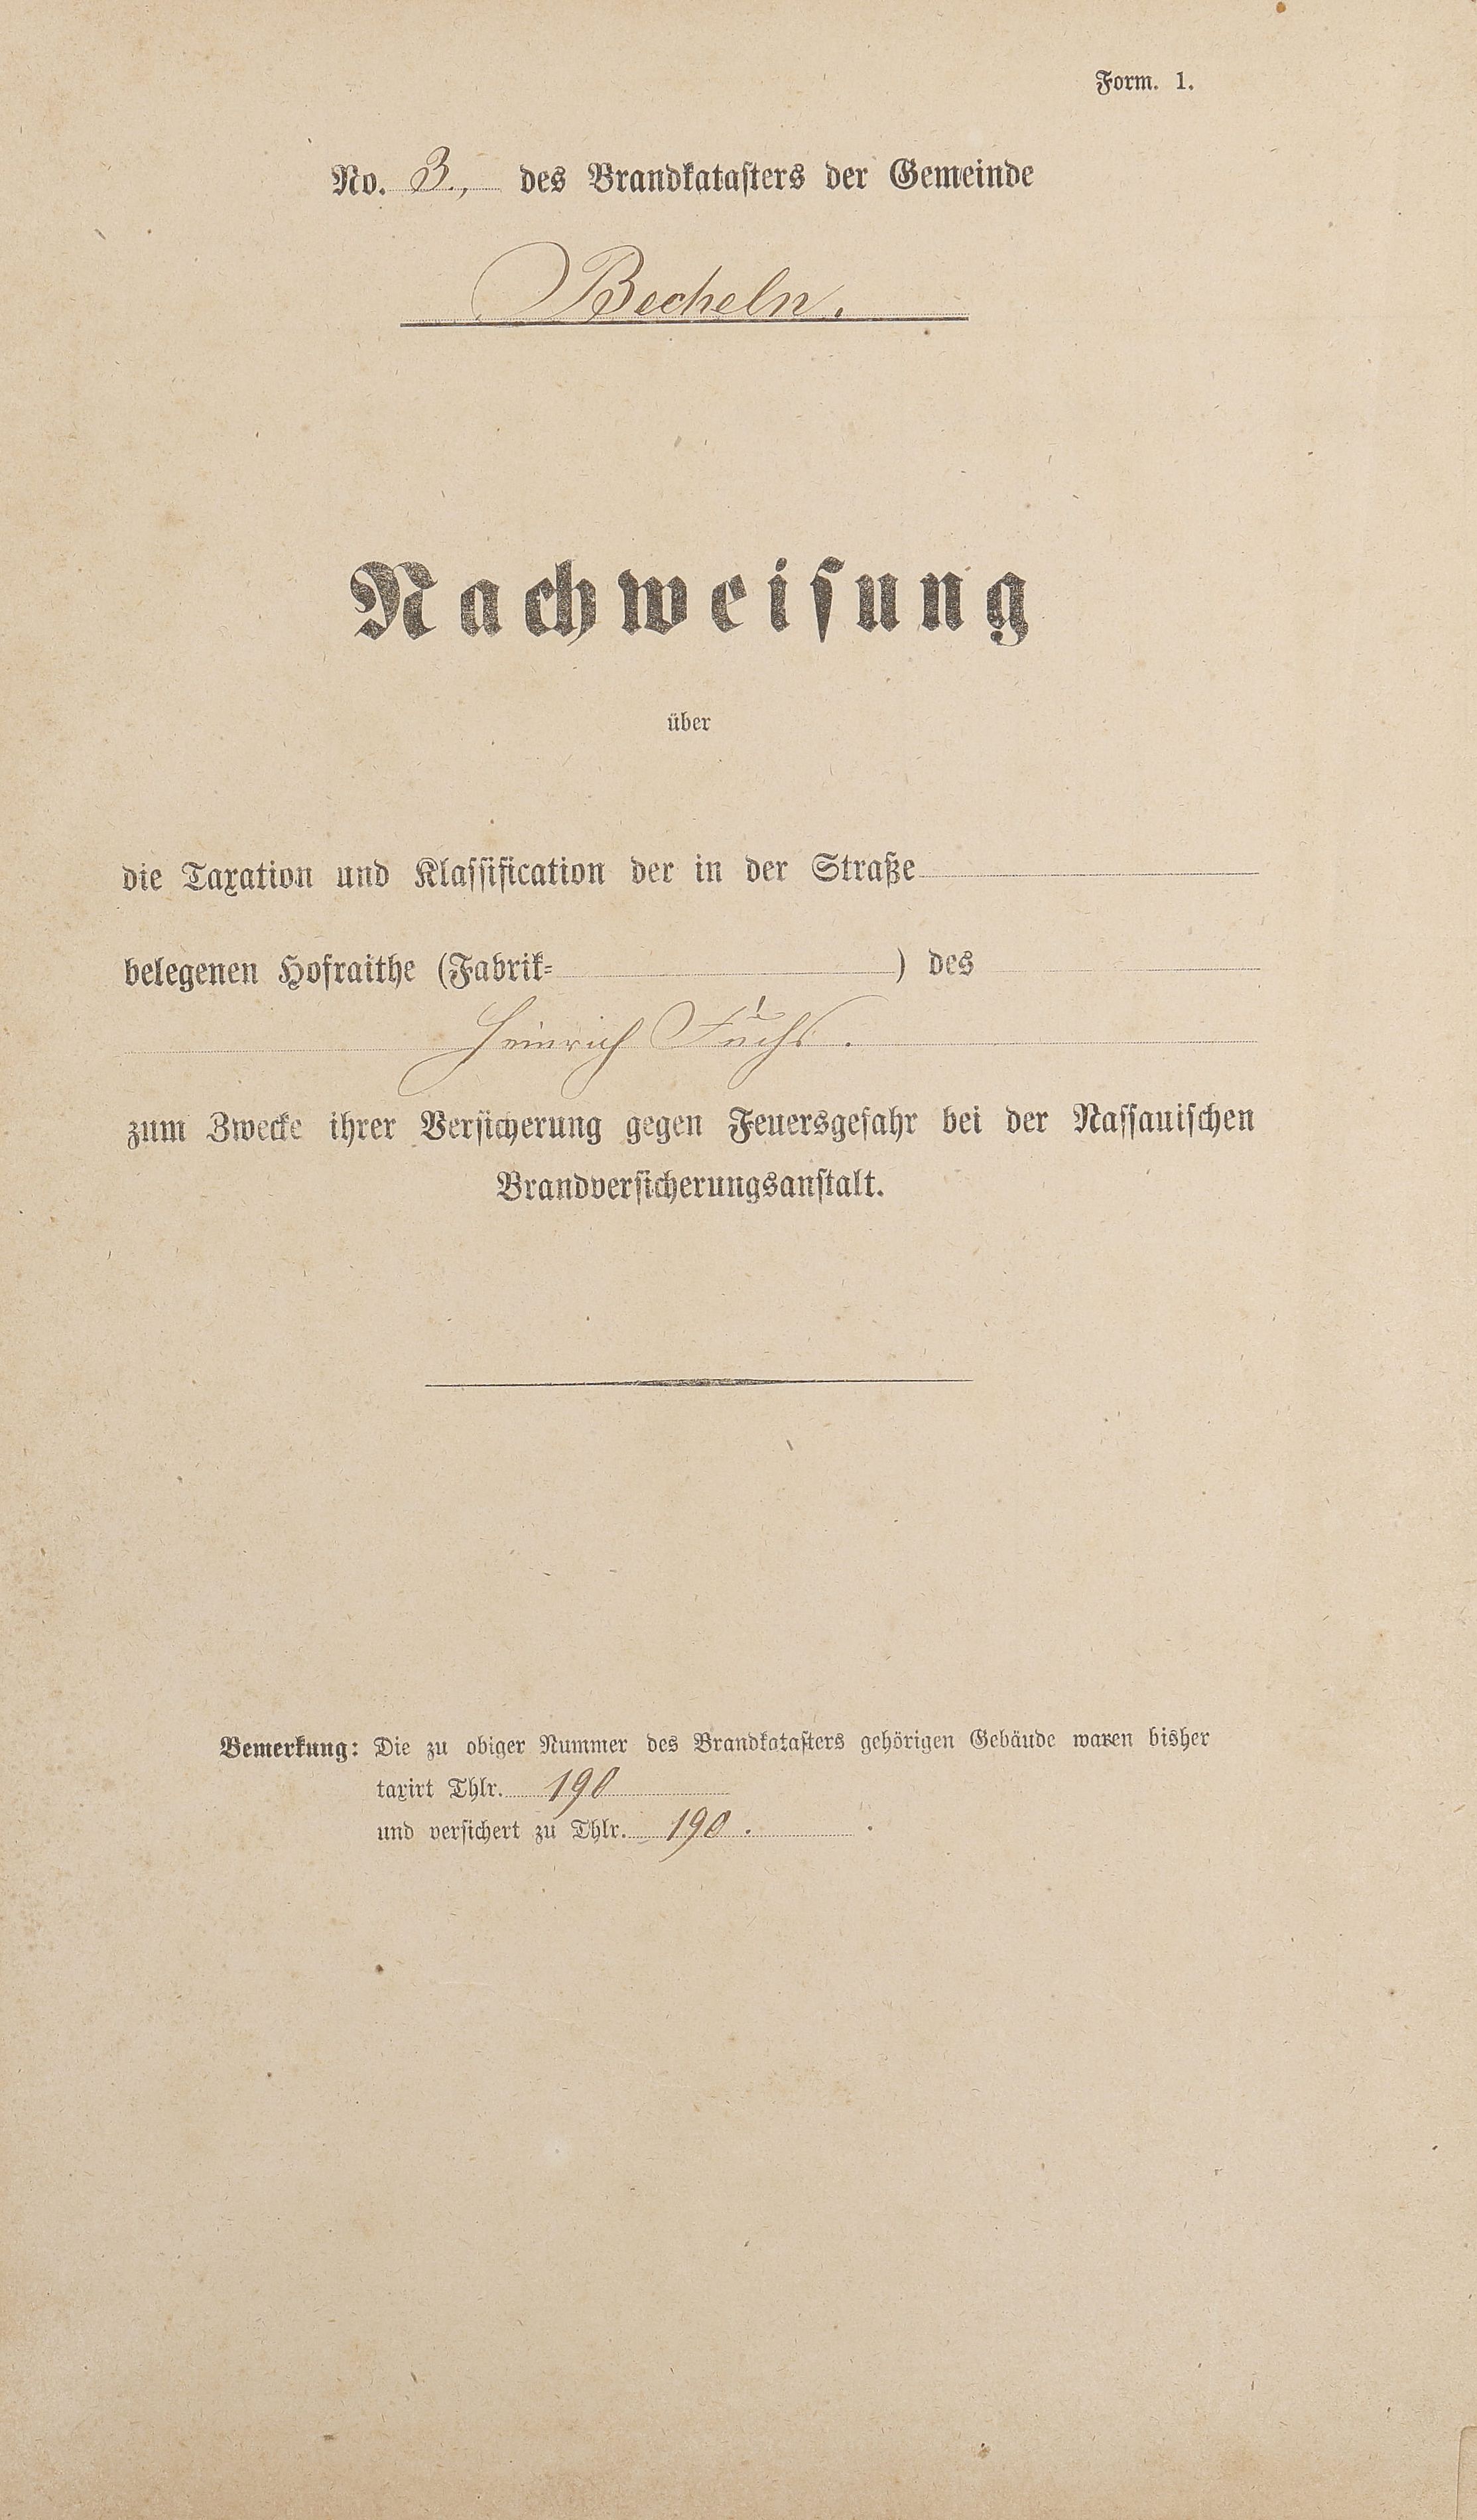 Form. 1.
No. 3., des Brandkatasters der Gemeinde
Becheln.
Nachweisung
über
die Taxation und Klassification der in der Straße
belegenen Hofraithe (Fabrik= ) des
Heinrich Fuchs.
zum Zwecke ihrer Versicherung gegen Feuersgefahr bei der Nassauischen
Brandversicherungsanstalt.
Bemerkung: Die zu obiger Nummer des Brandkatasters gehörigen Gebäude waren bisher
taxirt Thlr. 190
und versichert zu Thlr. 190.